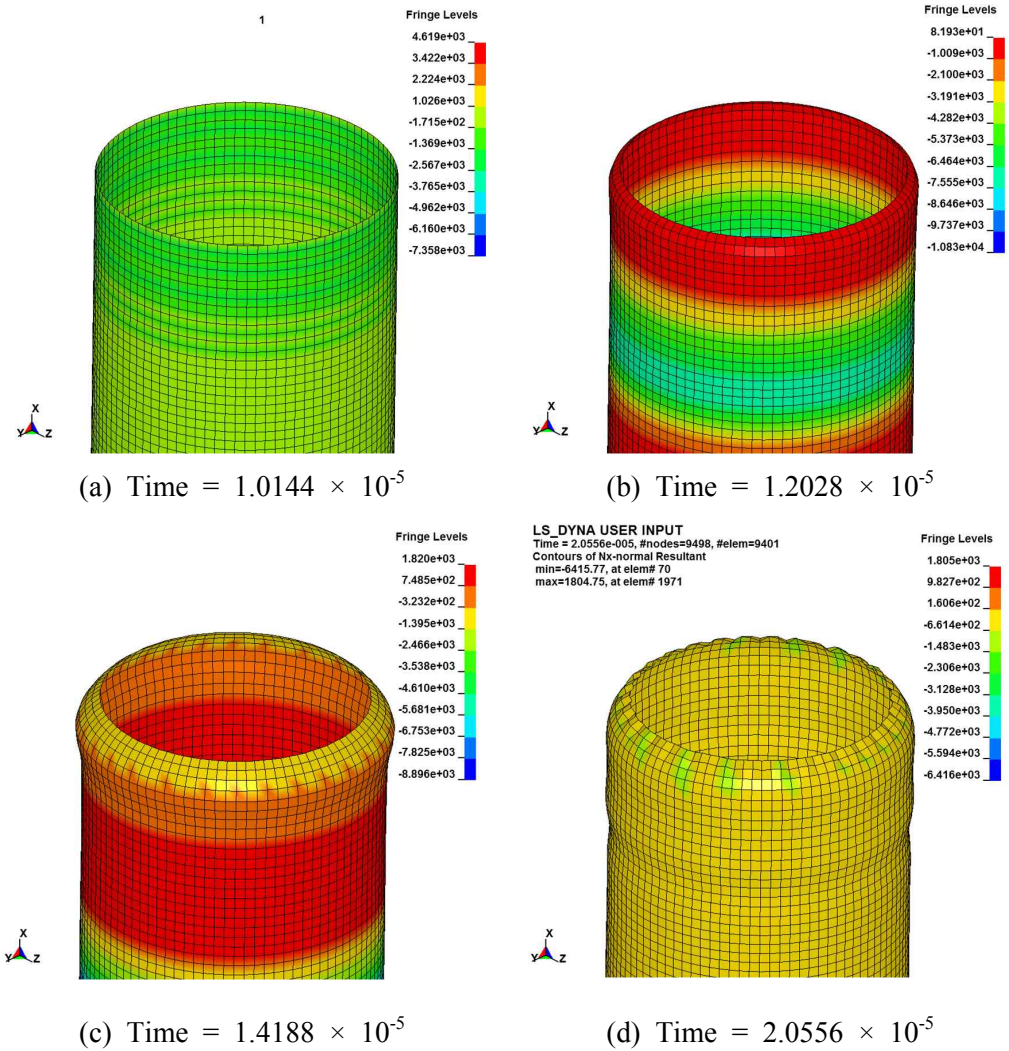 1
Fringe Levels
4.619e+03
3.422e+03
2.224e+03
1.026e+03
-1.715e+02
-1.369e+03
-2.567e+03
-3.765e+03
-4.962e+03
-6.160e+03
-7.358e+03
X
Y
Z
(a) Time = 1.0144 × 10-5
Fringe Levels
8.193e+01
-1.009e+03
-2.100e+03
-3.191e+03
-4.282e+03
-5.373e+03
-6.464e+03
-7.555e+03
-8.646e+03
-9.737e+03
-1.083e+04
X
Y
Z
(b) Time = 1.2028 × 10-5
Fringe Levels
1.820e+03
7.485e+02
-3.232e+02
-1.395e+03
-2.466e+03
-3.538e+03
-4.610e+03
-5.681e+03
-6.753e+03
-7.825e+03
-8.896e+03
X
Y
Z
(c) Time = 1.4188 × 10-5
LS_DYNA USER INPUT
Time = 2.0556e-005, #nodes=9498, #elem=9401
Contours of Nx-normal Resultant
min=-6415.77, at elem# 70
max=1804.75, at elem# 1971
Fringe Levels
1.805e+03
9.827e+02
1.606e+02
-6.614e+02
-1.483e+03
-2.306e+03
-3.128e+03
-3.950e+03
-4.772e+03
-5.594e+03
-6.416e+03
X
Y
Z
(d) Time = 2.0556 × 10-5